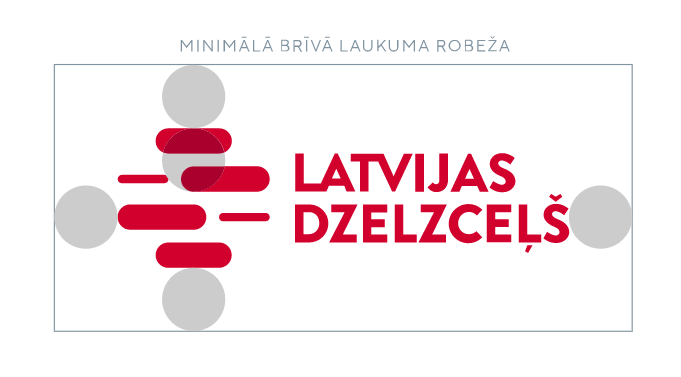 MINIMĀLĀ BRĪVĀ LAUKUMA ROBEŽA
LATVIJAS
DZELZCEĻŠ